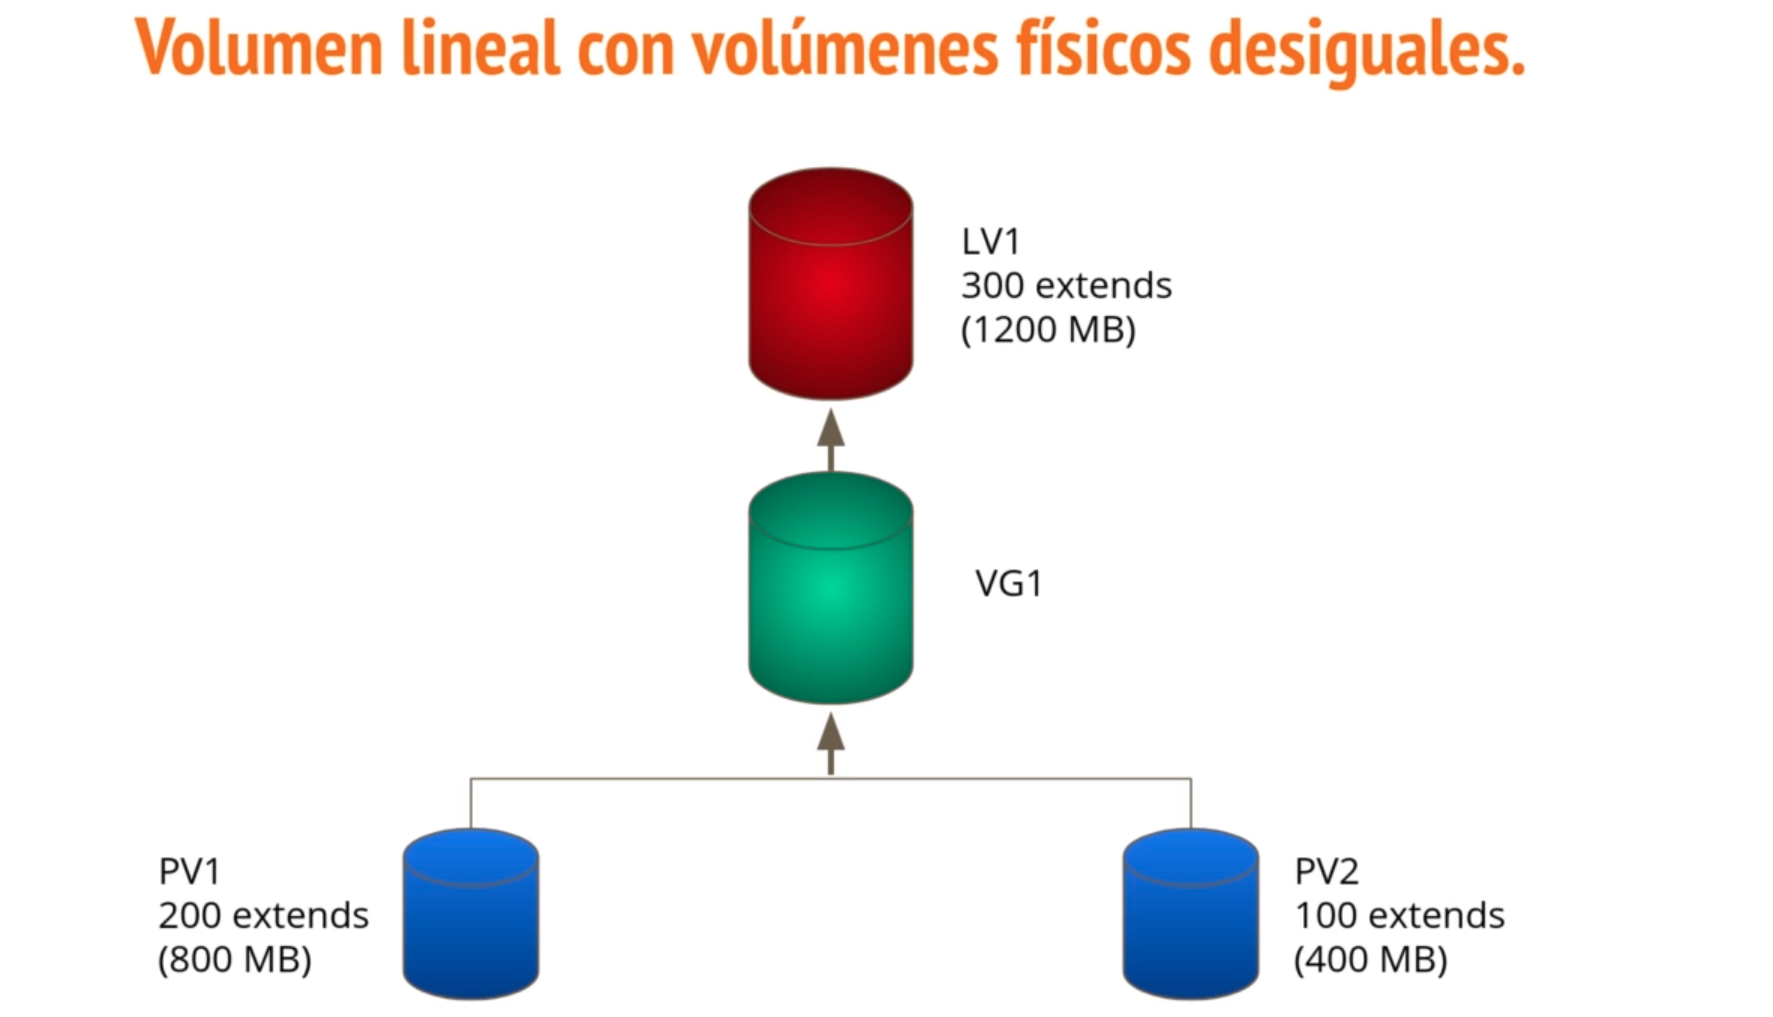 Volumen lineal con volúmenes físicos desiguales.
LV1
300 extends
(1200 MB)
VG1
PV1
200 extends
(800 MB)
PV2
100 extends
(400 MB)